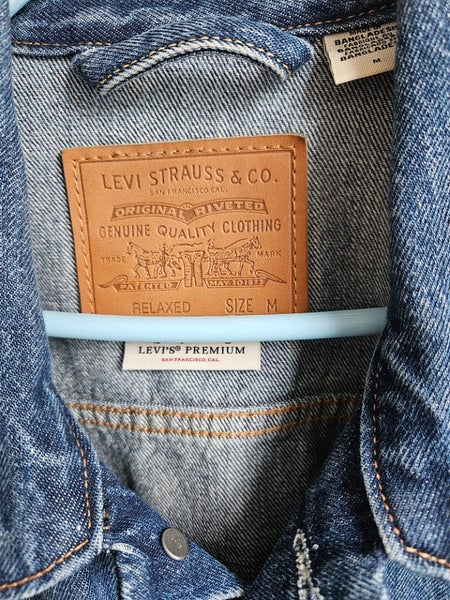 BANGLADESH
BANGLADESH
M
LEVI STRAUSS & CO.
SAN FRANCISCO, CAL.
ORIGINAL RIVETED
GENUINE QUALITY CLOTHING
TRADE MARK
PATENTED MAY 20 1873
RELAXED SIZE M
LEVI'S® PREMIUM
SAN FRANCISCO, CAL.